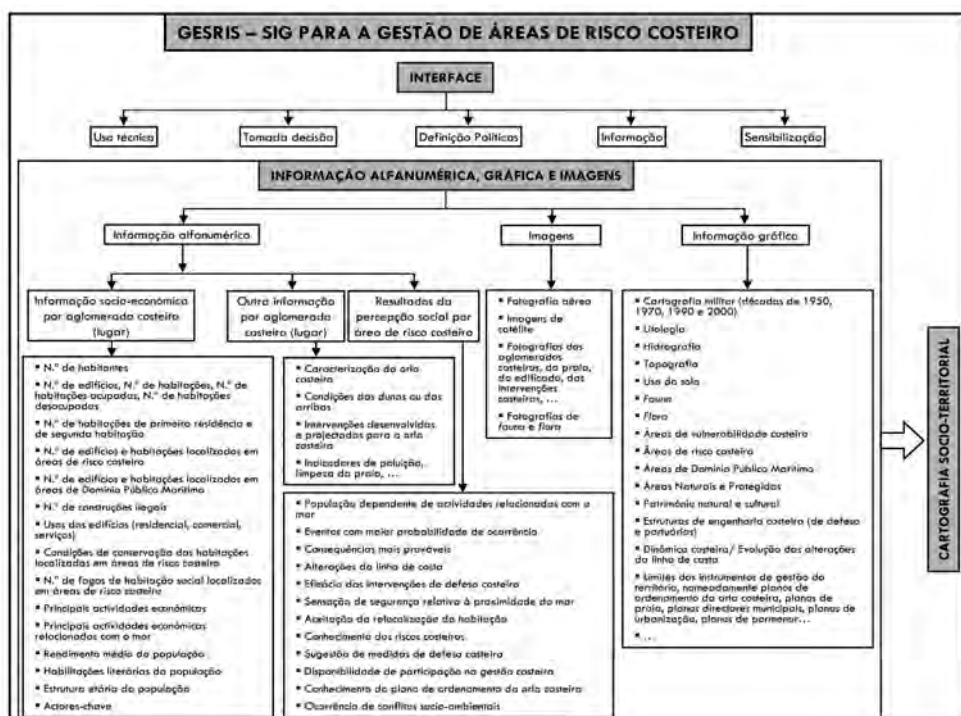 GESRIS – SIG PARA A GESTÃO DE ÁREAS DE RISCO COSTEIRO
INTERFACE
Uso técnico
Tomada decisão
Definição Políticas
Informação
Sensibilização
INFORMAÇÃO ALFANUMÉRICA, GRÁFICA E IMAGENS
Informação alfanumérica
Imagens
Informação gráfica
Informação socio-económica
por aglomerado costeiro
(lugar)
Outra informação
por aglomerado
costeiro (lugar)
Resultados da
percepção social por
área de risco costeiro
▪ N.º de habitantes
▪ N.º de edifícios, N.º de habitações, N.º de
habitações ocupadas, N.º de habitações
desocupadas
▪ N.º de habitações de primeira residência e
de segunda habitação
▪ N.º de edifícios e habitações localizados em
áreas de risco costeiro
▪ N.º de edifícios e habitações localizados em
áreas de Domínio Público Marítimo
▪ N.º de construções ilegais
▪ Usos dos edifícios (residencial, comercial,
serviços)
▪ Condições de conservação das habitações
localizadas em áreas de risco costeiro
▪ N.º de fogos de habitação social localizados
em áreas de risco costeiro
▪ Principais actividades económicas
▪ Principais actividades económicas
relacionadas com o mar
▪ Rendimento médio da população
▪ Habilitações literárias da população
▪ Estrutura etária da população
▪ Actores-chave
▪ Caracterização da orla
costeira
▪ Condições das dunas ou das
arribas
▪ Intervenções desenvolvidas
e projectadas para a orla
costeira
▪ Indicadores de poluição,
limpeza da praia, ...
▪ População dependente de actividades relacionadas com o
mar
▪ Eventos com maior probabilidade de ocorrência
▪ Consequências mais prováveis
▪ Alterações da linha de costa
▪ Eficácia das intervenções de defesa costeira
▪ Sensação de segurança relativa à proximidade do mar
▪ Aceitação da relocalização da habitação
▪ Conhecimento dos riscos costeiros
▪ Sugestão de medidas de defesa costeira
▪ Disponibilidade de participação na gestão costeira
▪ Conhecimento do plano de ordenamento da orla costeira
▪ Ocorrência de conflitos socio-ambientais
▪ Fotografia aérea
▪ Imagens de
satélite
▪ Fotografias dos
aglomerados
costeiros, da praia,
do edificado, das
intervenções
costeiras, ...
▪ Fotografias de
fauna e flora
▪ Cartografia militar (décadas de 1950,
1970, 1990 e 2000)
▪ Litologia
▪ Hidrografia
▪ Topografia
▪ Uso do solo
▪ Fauna
▪ Flora
▪ Áreas de vulnerabilidade costeira
▪ Áreas de risco costeiro
▪ Áreas de Domínio Público Marítimo
▪ Áreas Naturais e Protegidas
▪ Património natural e cultural
▪ Estruturas de engenharia costeira (de defesa
e portuárias)
▪ Dinâmica costeira/ Evolução das alterações
da linha de costa
▪ Limites dos instrumentos de gestão do
território, nomeadamente planos de
ordenamento da orla costeira, planos de
praia, planos directores municipais, planos de
urbanização, planos de pormenor...
▪ ....
CARTOGRAFIA SOCIO-TERRITORIAL